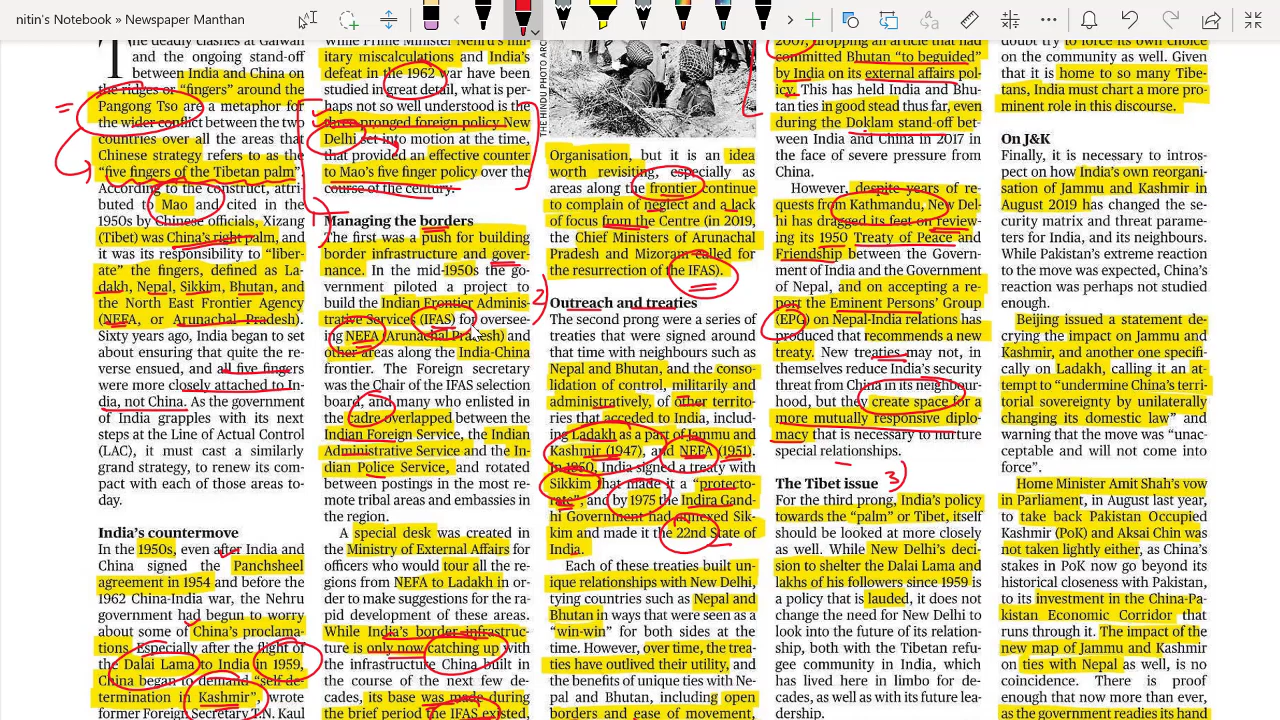 nitin's Notebook » Newspaper Manthan
he deadly clashes at Galwan
and the ongoing stand-off
between India and China on
the ridges or “fingers” around the
Pangong Tso are a metaphor for
the wider conflict between the two
countries over all the areas that
Chinese strategy refers to as the
“five fingers of the Tibetan palm”.
According to the construct, attri-
buted to Mao and cited in the
1950s by Chinese officials, Xizang
(Tibet) was China's right palm, and
it was its responsibility to “liber-
ate” the fingers, defined as La-
dakh, Nepal, Sikkim, Bhutan, and
the North East Frontier Agency
(NEFA, or Arunachal Pradesh).
Sixty years ago, India began to set
about ensuring that quite the re-
verse ensued, and all five fingers
were more closely attached to In-
dia, not China. As the government
of India grapples with its next
steps at the Line of Actual Control
(LAC), it must cast a similarly
grand strategy, to renew its com-
pact with each of those areas to-
day.
India's countermove
In the 1950s, even after India and
China signed the Panchsheel
agreement in 1954 and before the
1962 China-India war, the Nehru
government had begun to worry
about some of China's proclama-
tions. Especially after the flight of
the Dalai Lama to India in 1959,
China began to demand “self-de-
termination in Kashmir”, wrote
former Foreign Secretary T.N. Kaul
While Prime Minister Nehru's mil-
itary miscalculations and India's
defeat in the 1962 war have been
studied in great detail, what is per-
haps not so well understood is the
three-pronged foreign policy New
Delhi set into motion at the time,
that provided an effective counter
to Mao's five finger policy over the
course of the century.
Managing the borders
The first was a push for building
border infrastructure and gover-
nance. In the mid-1950s the go-
vernment piloted a project to
build the Indian Frontier Adminis-
trative Services (IFAS) for oversee-
ing NEFA (Arunachal Pradesh) and
other areas along the India-China
frontier. The Foreign secretary
was the Chair of the IFAS selection
board, and many who enlisted in
the cadre overlapped between the
Indian Foreign Service, the Indian
Administrative Service and the In-
dian Police Service, and rotated
between postings in the most re-
mote tribal areas and embassies in
the region.
A special desk was created in
the Ministry of External Affairs for
officers who would tour all the re-
gions from NEFA to Ladakh in or-
der to make suggestions for the ra-
pid development of these areas.
While India's border infrastruc-
ture is only now catching up with
the infrastructure China built in
the course of the next few de-
cades, its base was made during
the brief period the IFAS existed,
THE HINDU PHOTO ARC
2)
Organisation, but it is an idea
worth revisiting, especially as
areas along the frontier continue
to complain of neglect and a lack
of focus from the Centre (in 2019,
the Chief Ministers of Arunachal
Pradesh and Mizoram called for
the resurrection of the IFAS).
Outreach and treaties
The second prong were a series of
treaties that were signed around
that time with neighbours such as
Nepal and Bhutan, and the conso-
lidation of control, militarily and
administratively, of other territo-
ries that acceded to India, includ-
ing Ladakh as a part of Jammu and
Kashmir (1947), and NEFA (1951).
In 1950, India signed a treaty with
Sikkim that made it a “protecto-
rate”, and by 1975 the Indira Gand-
hi Government had annexed Sik-
kim and made it the 22nd State of
India.
Each of these treaties built un-
ique relationships with New Delhi,
tying countries such as Nepal and
Bhutan in ways that were seen as a
“win-win” for both sides at the
time. However, over time, the trea-
ties have outlived their utility, and
the benefits of unique ties with Ne-
pal and Bhutan, including open
borders and ease of movement,
2007, dropping an article that had
committed Bhutan “to beguided”
by India on its external affairs pol-
icy. This has held India and Bhu-
tan ties in good stead thus far, even
during the Doklam stand-off bet-
ween India and China in 2017 in
the face of severe pressure from
China.
However, despite years of re-
quests from Kathmandu, New Del-
hi has dragged its feet on review-
ing its 1950 Treaty of Peace and
Friendship between the Govern-
ment of India and the Government
of Nepal, and on accepting a re-
port the Eminent Persons' Group
(EPG) on Nepal-India relations has
produced that recommends a new
treaty. New treaties may not, in
themselves reduce India's security
threat from China in its neighbour-
hood, but they create space for a
more mutually responsive diplo-
macy that is necessary to nurture
special relationships.
The Tibet issue
3)
For the third prong, India's policy
towards the “palm” or Tibet, itself
should be looked at more closely
as well. While New Delhi's deci-
sion to shelter the Dalai Lama and
lakhs of his followers since 1959 is
a policy that is lauded, it does not
change the need for New Delhi to
look into the future of its relation-
ship, both with the Tibetan refu-
gee community in India, which
has lived here in limbo for de-
cades, as well as with its future lea-
dership.
doubt try to force its own choice
on the community as well. Given
that it is home to so many Tibe-
tans, India must chart a more pro-
minent role in this discourse.
On J&K
Finally, it is necessary to intros-
pect on how India's own reorgani-
sation of Jammu and Kashmir in
August 2019 has changed the se-
curity matrix and threat parame-
ters for India, and its neighbours.
While Pakistan's extreme reaction
to the move was expected, China's
reaction was perhaps not studied
enough.
Beijing issued a statement de-
crying the impact on Jammu and
Kashmir, and another one specifi-
cally on Ladakh, calling it an at-
tempt to “undermine China's terri-
torial sovereignty by unilaterally
changing its domestic law” and
warning that the move was “unac-
ceptable and will not come into
force”.
Home Minister Amit Shah's vow
in Parliament, in August last year,
to take back Pakistan Occupied
Kashmir (PoK) and Aksai Chin was
not taken lightly either, as China's
stakes in PoK now go beyond its
historical closeness with Pakistan,
to its investment in the China-Pa-
kistan Economic Corridor that
runs through it. The impact of the
new map of Jammu and Kashmir
on ties with Nepal as well, is no
coincidence. There is proof
enough that now more than ever,
as the government readies its hand